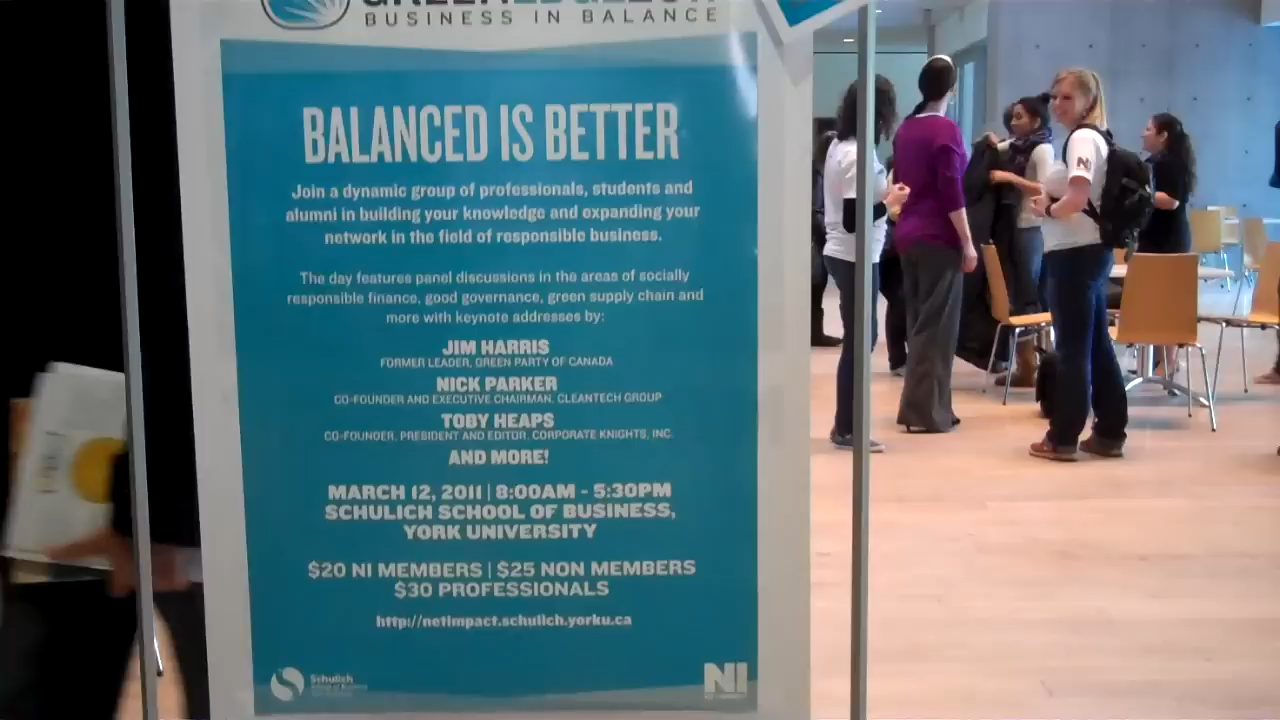 BUSINESS IN BALANCE
BALANCED IS BETTER
Join a dynamic group of professionals, students and
alumni in building your knowledge and expanding your
network in the field of responsible business.
The day features panel discussions in the areas of socially
responsible finance, good governance, green supply chain and
more with keynote addresses by:
JIM HARRIS
FORMER LEADER, GREEN PARTY OF CANADA
NICK PARKER
CO-FOUNDER AND EXECUTIVE CHAIRMAN, CLEANTECH GROUP
TOBY HEAPS
CO-FOUNDER, PRESIDENT AND EDITOR, CORPORATE KNIGHTS, INC.
AND MORE!
MARCH 12, 2011 | 8:00AM - 5:30PM
SCHULICH SCHOOL OF BUSINESS,
YORK UNIVERSITY
$20 NI MEMBERS | $25 NON MEMBERS
$30 PROFESSIONALS
http://netimpact.schulich.yorku.ca
Schulich
NI
NI